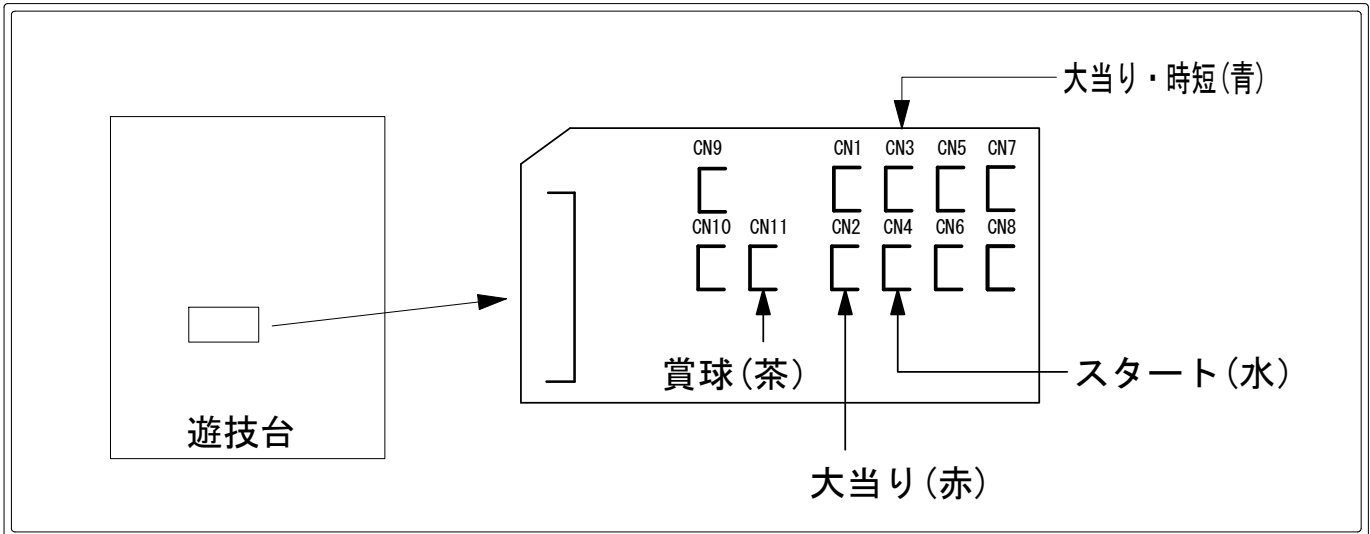 大当り・時短(青)
CN9 CN1 CN3 CN5 CN7
CN10 CN11 CN2 CN4 CN6 CN8
賞球(茶)
スタート(水)
遊技台
大当り(赤)